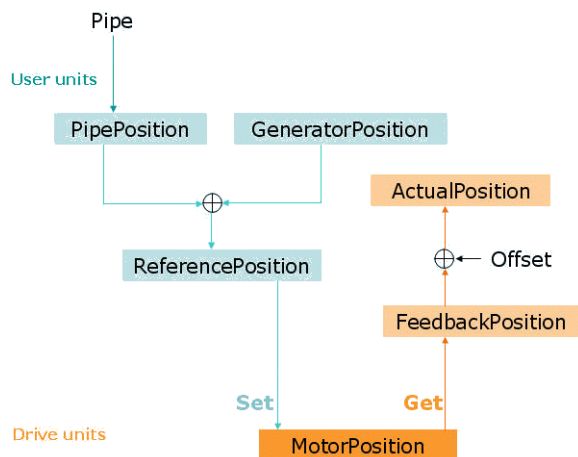 Pipe
User units
PipePosition
GeneratorPosition
ActualPosition
Offset
ReferencePosition
FeedbackPosition
Set
Get
Drive units
MotorPosition